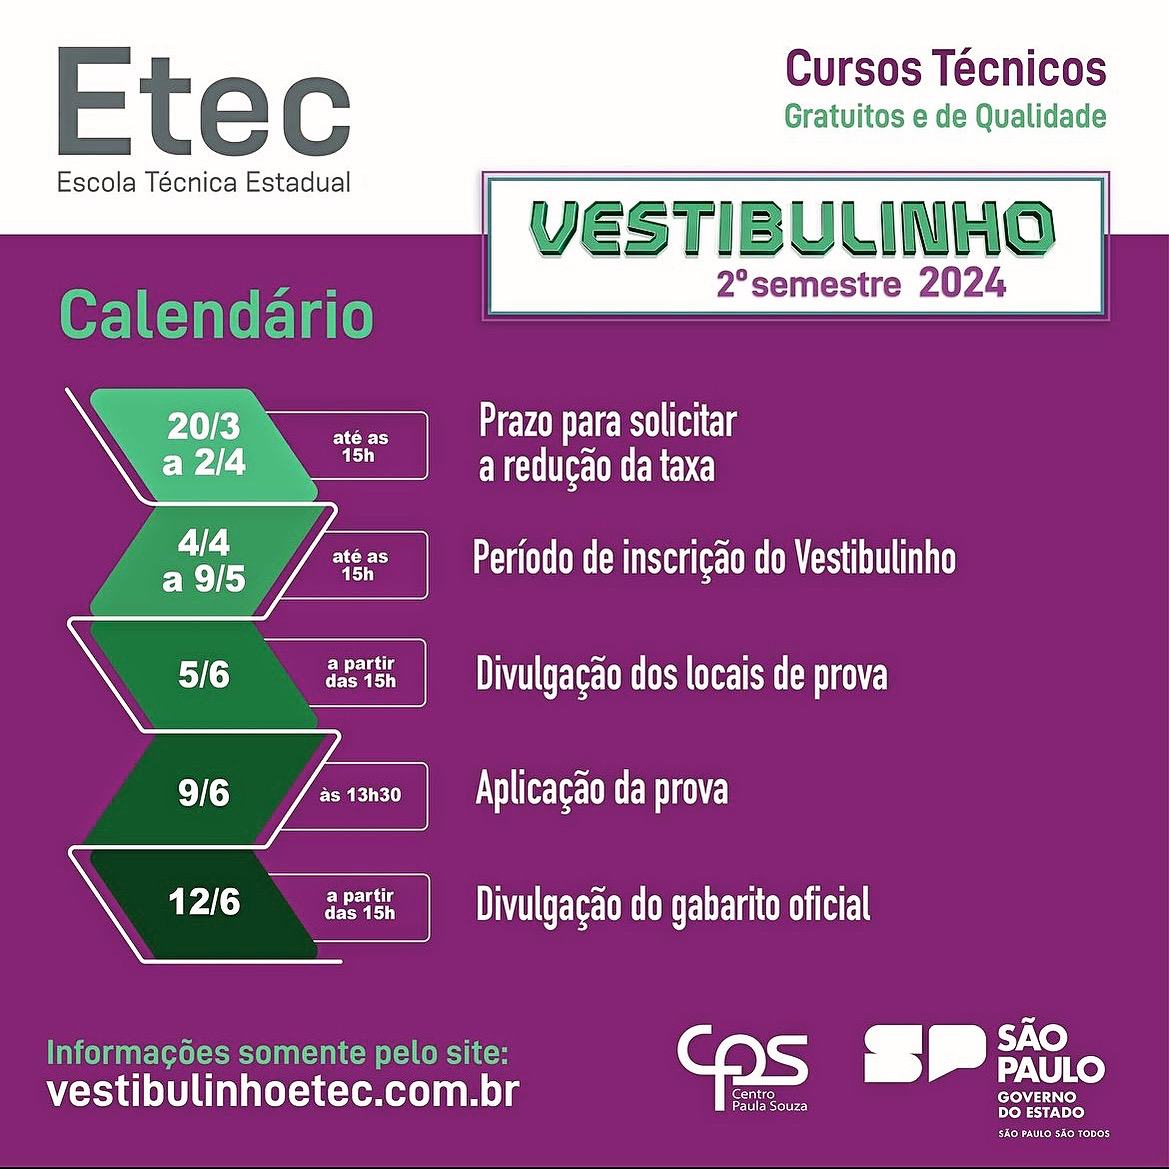 Etec
Escola Técnica Estadual
Cursos Técnicos
Gratuitos e de Qualidade
VESTIBULINHO
2º semestre 2024
Calendário
20/3
a 2/4
até as
15h
Prazo para solicitar
a redução da taxa
4/4
a 9/5
até as
15h
Período de inscrição do Vestibulinho
5/6
a partir
das 15h
Divulgação dos locais de prova
9/6
às 13h30
Aplicação da prova
12/6
a partir
das 15h
Divulgação do gabarito oficial
Informações somente pelo site:
vestibulinhoetec.com.br
cps
Centro
Paula Souza
SP
SÃO
PAULO
GOVERNO
DO ESTADO
SÃO PAULO SÃO TODOS